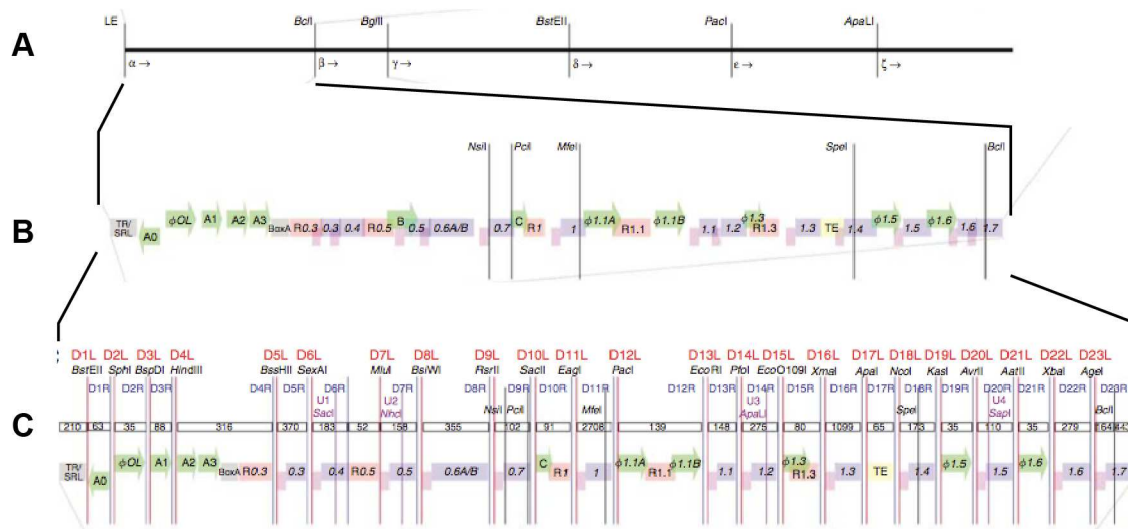 A
LE BclI BglII BstEII PacI ApaLI
α→ β→ γ→ δ→ ε→ ζ→
B
NsiI PciI MfeI SpeI BclI
TR/SRL A0 ϕOL A1 A2 A3 BoxA R0.3 0.3 0.4 R0.5 B 0.5 0.6A/B 0.7 C R1 1 ϕ1.1A R1.1 ϕ1.1B 1.1 1.2 ϕ1.3 R1.3 1.3 TE 1.4 ϕ1.5 1.5 ϕ1.6 1.6 1.7
D1L D2L D3L D4L D5L D6L D7L D8L D9L D10L D11L D12L D13L D14L D15L D16L D17L D18L D19L D20L D21L D22L D23L
BstEII SphI BspDI HindIII BssHII SexAI MluI BsiWI RsrII SacII EagI PacI EcoRI PfoI EcoO109I XmaI ApaI NcoI KasI AvrII AatII XbaI AgeI
D1R D2R D3R D4R D5R D6R D7R D8R D9R D10R D11R D12R D13R D14R D15R D16R D17R D18R D19R D20R D21R D22R D23R
U1 U2 U3 U4
SacI NheI ApaLI SapI
NsiI PciI MfeI SpeI BclI
C
210 63 35 88 316 370 183 52 158 355 102 91 2708 139 148 275 80 1099 65 173 35 110 35 279 164
TR/SRL A0 ϕOL A1 A2 A3 BoxA R0.3 0.3 0.4 R0.5 0.5 0.6A/B 0.7 C R1 1 ϕ1.1A R1.1 ϕ1.1B 1.1 1.2 ϕ1.3 R1.3 1.3 TE 1.4 ϕ1.5 1.5 ϕ1.6 1.6 1.7